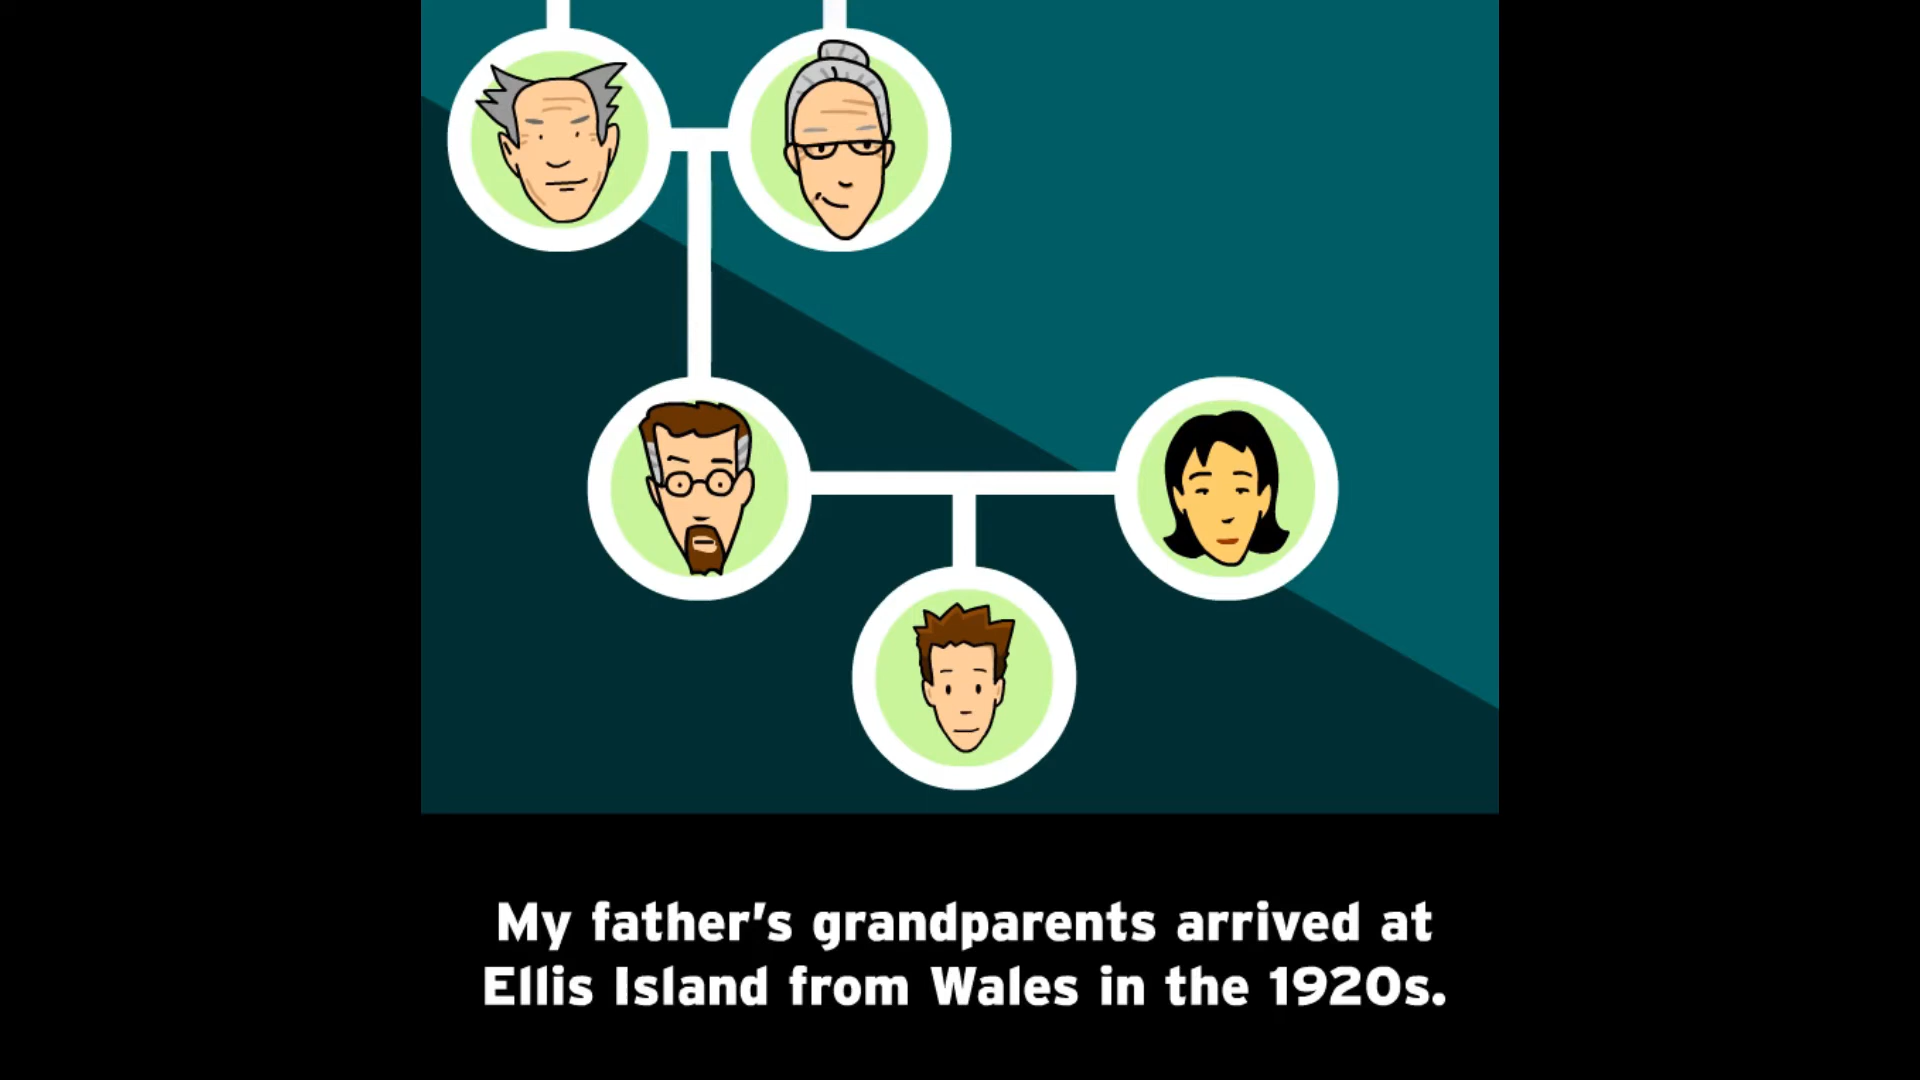 My father's grandparents arrived at
Ellis Island from Wales in the 1920s.